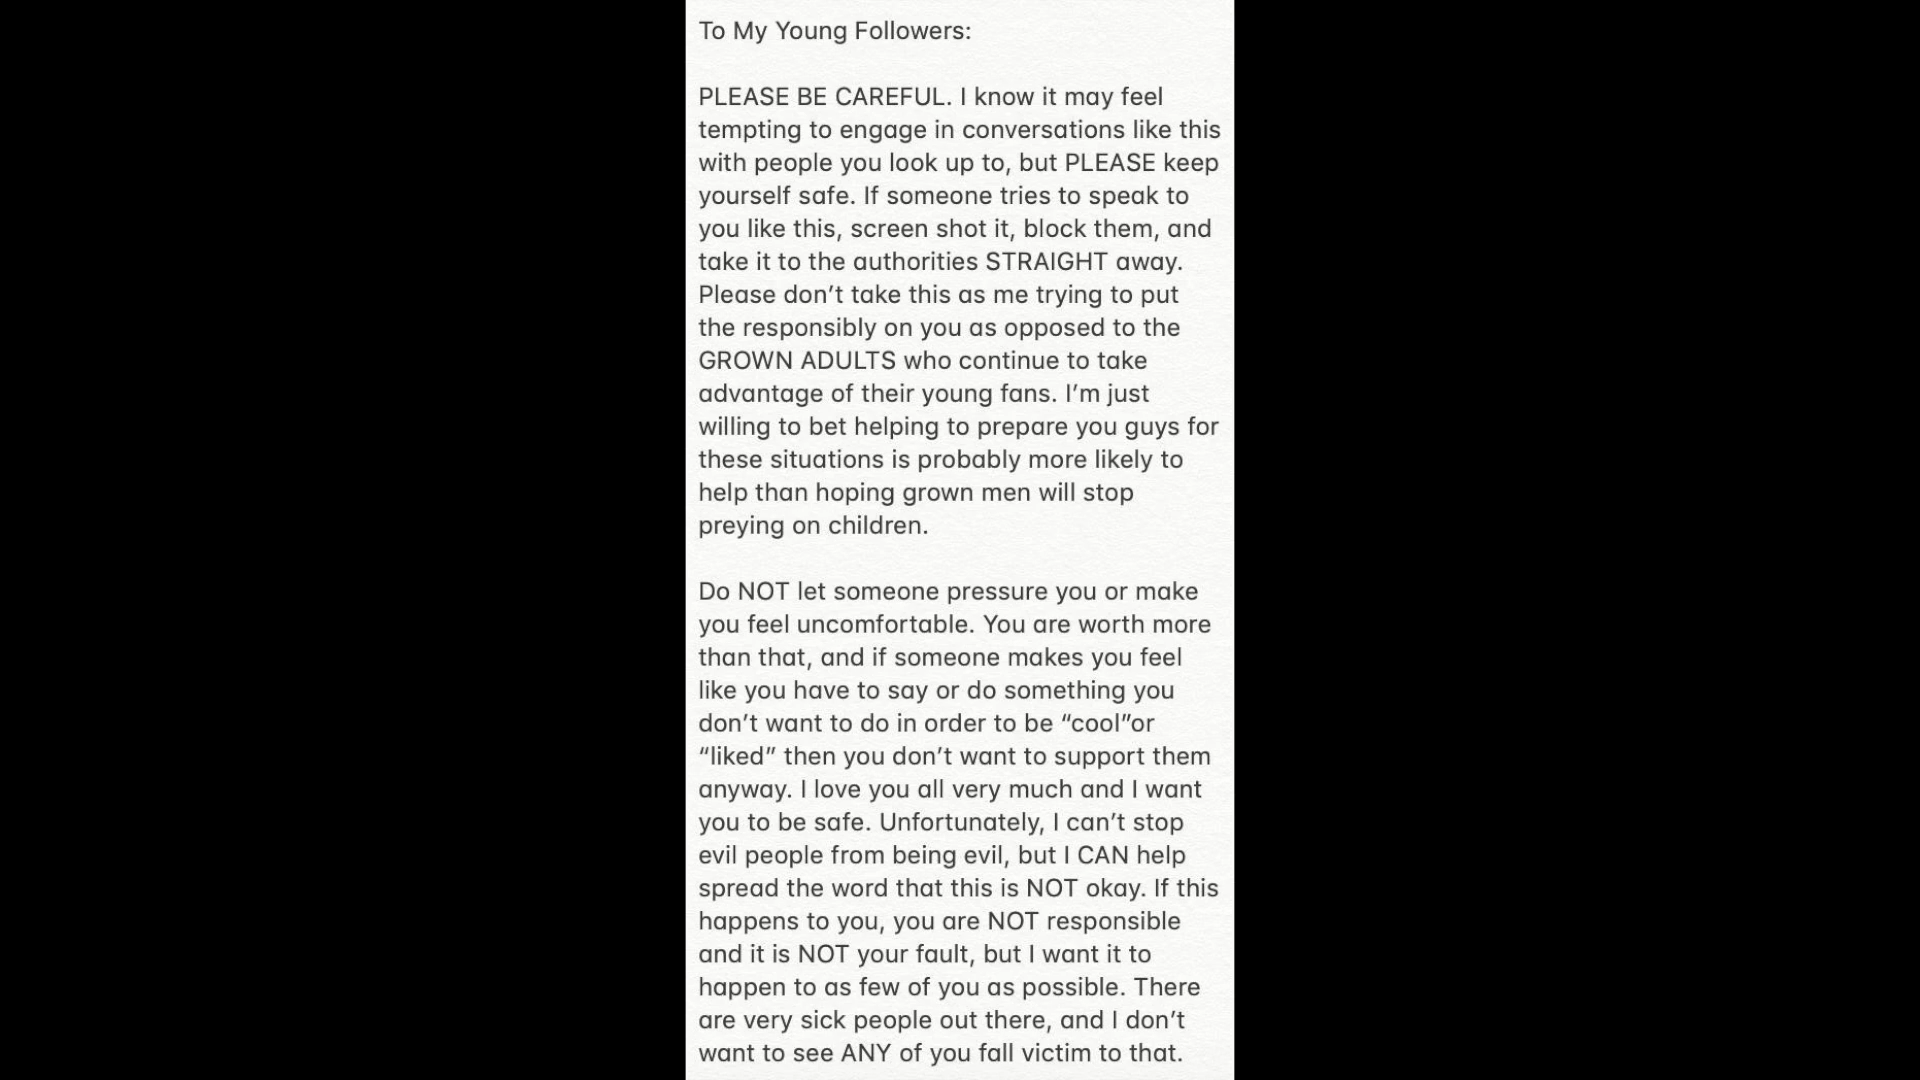 To My Young Followers:
PLEASE BE CAREFUL. I know it may feel
tempting to engage in conversations like this
with people you look up to, but PLEASE keep
yourself safe. If someone tries to speak to
you like this, screen shot it, block them, and
take it to the authorities STRAIGHT away.
Please don’t take this as me trying to put
the responsibly on you as opposed to the
GROWN ADULTS who continue to take
advantage of their young fans. I’m just
willing to bet helping to prepare you guys for
these situations is probably more likely to
help than hoping grown men will stop
preying on children.
Do NOT let someone pressure you or make
you feel uncomfortable. You are worth more
than that, and if someone makes you feel
like you have to say or do something you
don’t want to do in order to be “cool”or
“liked” then you don’t want to support them
anyway. I love you all very much and I want
you to be safe. Unfortunately, I can’t stop
evil people from being evil, but I CAN help
spread the word that this is NOT okay. If this
happens to you, you are NOT responsible
and it is NOT your fault, but I want it to
happen to as few of you as possible. There
are very sick people out there, and I don’t
want to see ANY of you fall victim to that.